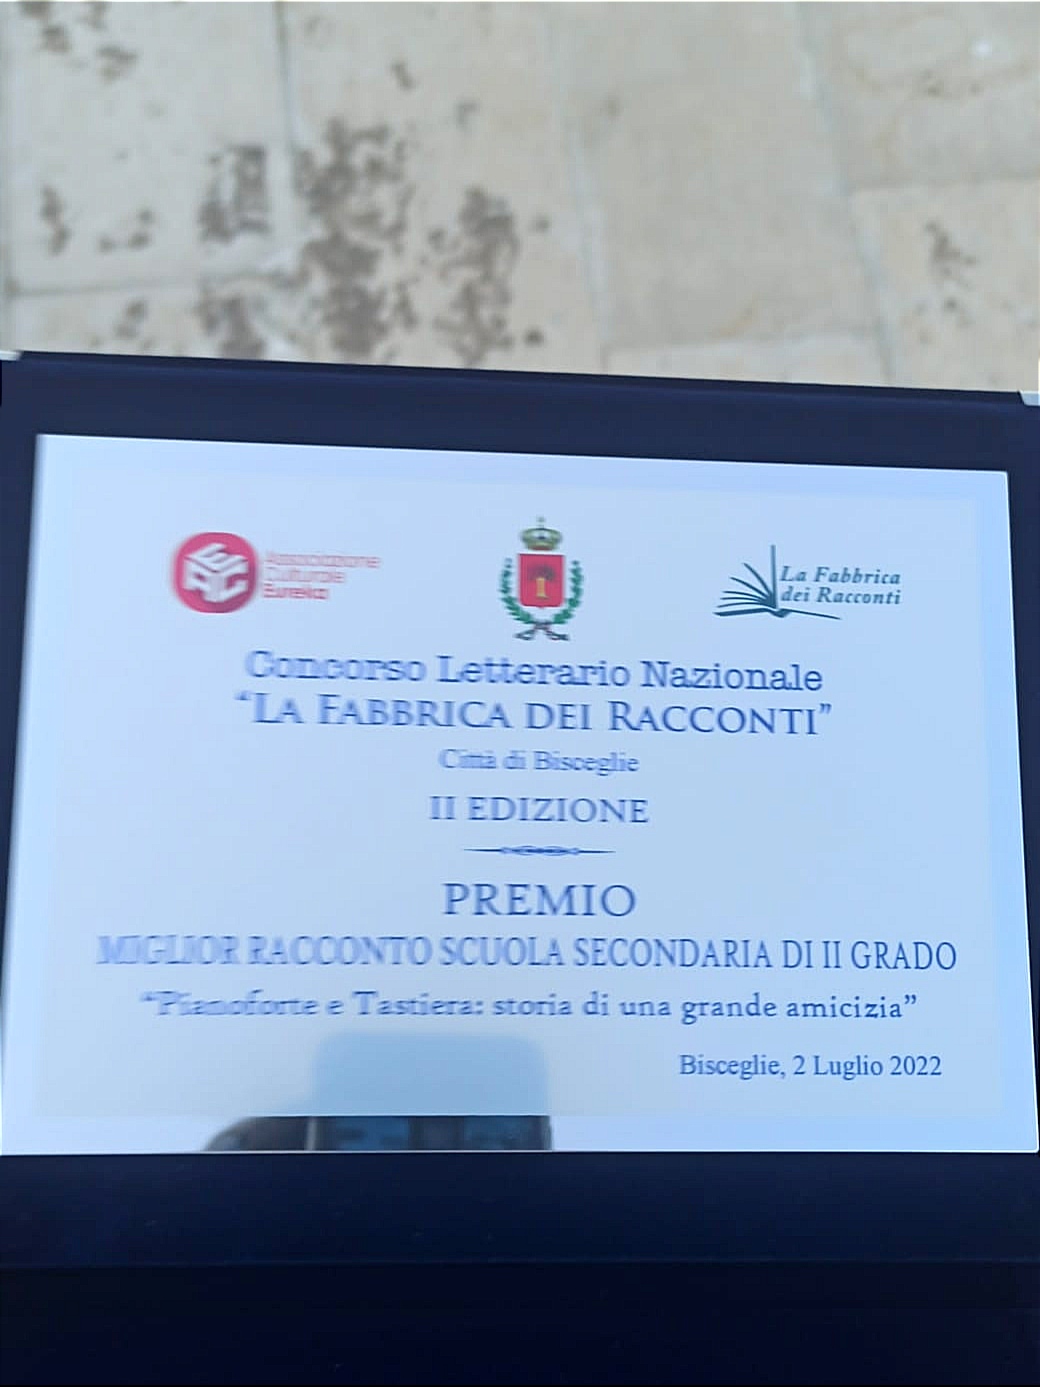 Associazione
Culturale
Eureka
La Fabbrica
dei Racconti
Concorso Letterario Nazionale
“LA FABBRICA DEI RACCONTI”
Città di Bisceglie
II EDIZIONE
PREMIO
MIGLIOR RACCONTO SCUOLA SECONDARIA DI II GRADO
“Pianoforte e Tastiera: storia di una grande amicizia”
Bisceglie, 2 Luglio 2022